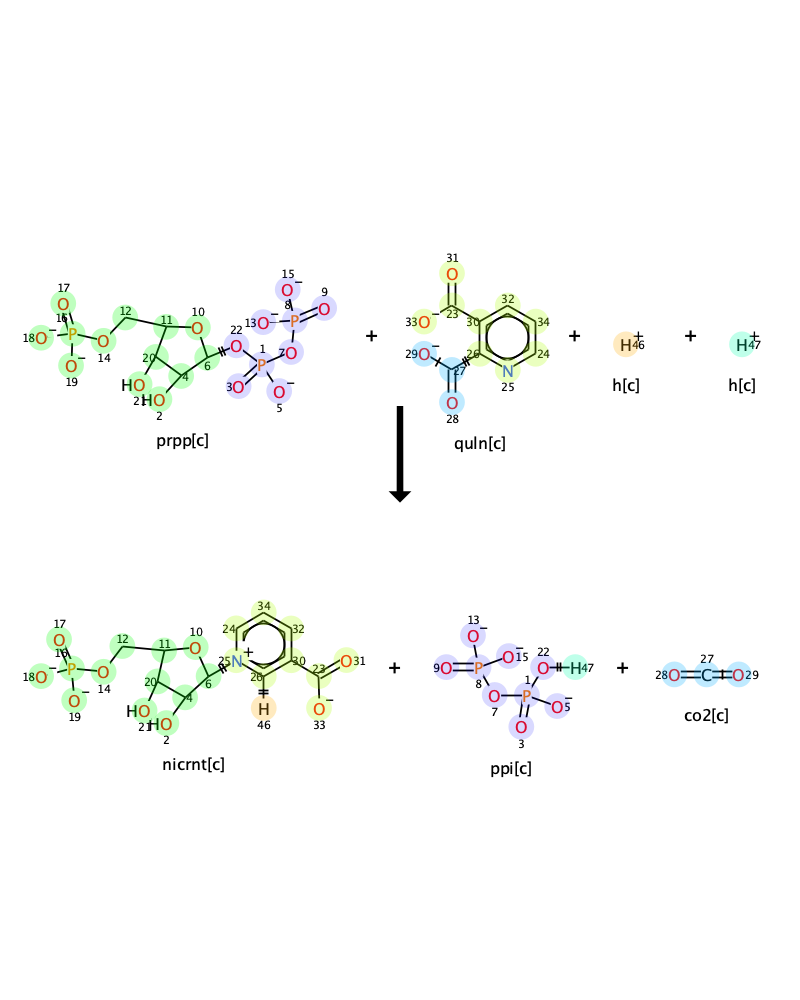 17 O 16 P 18 O⁻ O⁻ 19 O 14 12 11 10 O 20 4 6 HO 21 HO 2 22 O 1 P 3 O O⁻ 5 7 O 8 P 13 O⁻ 15 O⁻ 9 O + 31 O 23 33 O⁻ 30 32 34 24 25 N 26 27 29 O⁻ O 28 + H⁺ 46 + H⁺ 47
h[c] h[c]
prpp[c] quln[c]
17 O 16 P 18 O⁻ O⁻ 19 O 14 12 11 10 O 20 4 6 HO 21 HO 2 25 N⁺ 24 34 32 30 26 H 46 23 O 31 O⁻ 33 + 13 O⁻ 9 O P 8 O⁻ 15 7 O P 1 22 O H 47 O⁻ 5 O 3 + 28 O 27 C O 29
co2[c]
nicrnt[c] ppi[c]